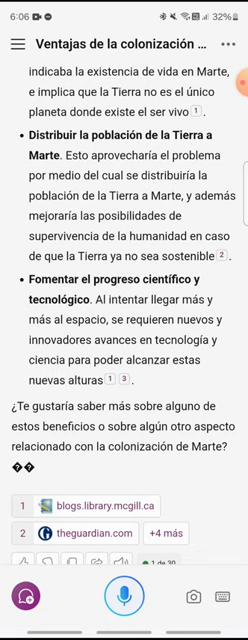 6:06
32%
Ventajas de la colonización ...
indicaba la existencia de vida en Marte,
e implica que la Tierra no es el único
planeta donde existe el ser vivo 1 .
• Distribuir la población de la Tierra a
Marte. Esto aprovecharía el problema
por medio del cual se distribuiría la
población de la Tierra a Marte, y además
mejoraría las posibilidades de
supervivencia de la humanidad en caso
de que la Tierra ya no sea sostenible 2 .
• Fomentar el progreso científico y
tecnológico. Al intentar llegar más y
más al espacio, se requieren nuevos y
innovadores avances en tecnología y
ciencia para poder alcanzar estas
nuevas alturas 1 3 .
¿Te gustaría saber más sobre alguno de
estos beneficios o sobre algún otro aspecto
relacionado con la colonización de Marte?
��
1 blogs.library.mcgill.ca
2 theguardian.com +4 más
1 de 30